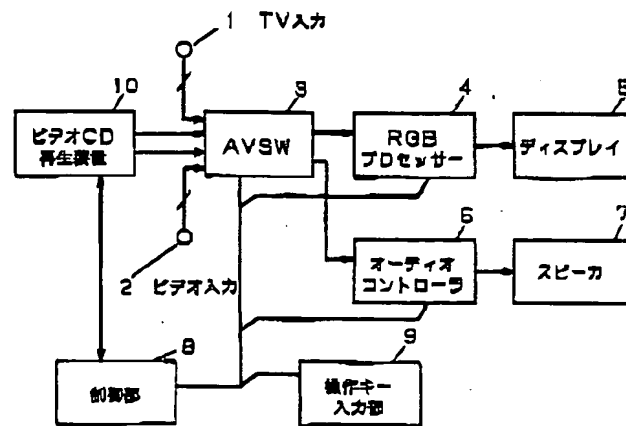 1 TV入力
10
ビデオCD
再生装置
3
AVSW
4
RGB
プロセッサー
5
ディスプレイ
2 ビデオ入力
6
オーディオ
コントローラ
7
スピーカ
8
制御部
9
操作キー
入力部